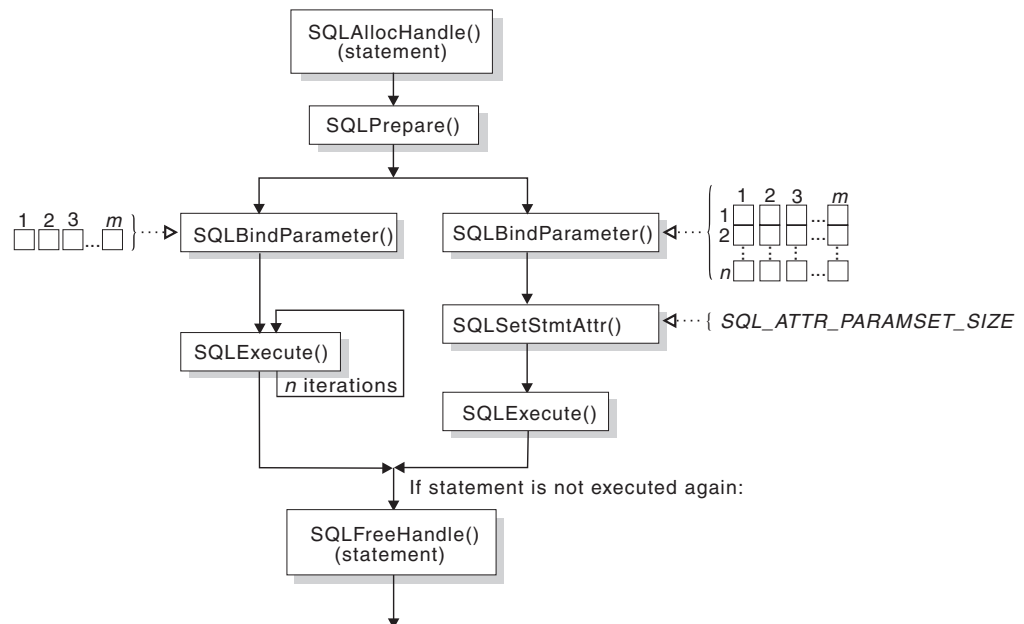 SQLAllocHandle()
(statement)
SQLPrepare()
1 2 3 m
...
SQLBindParameter()
SQLBindParameter()
1 2 3 m
1 ...
2 ...
n ...
SQLSetStmtAttr()
SQL_ATTR_PARAMSET_SIZE
SQLExecute()
n iterations
SQLExecute()
If statement is not executed again:
SQLFreeHandle()
(statement)